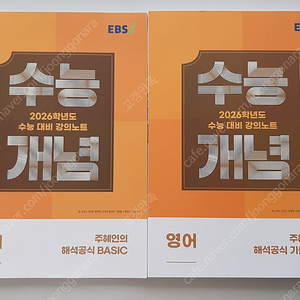 EBS
수능
2026학년도
수능 대비 강의노트
개념
주혜연의
해석공식 BASIC
EBS
수능
2026학년도
수능 대비 강의노트
개념
영어
해석공식